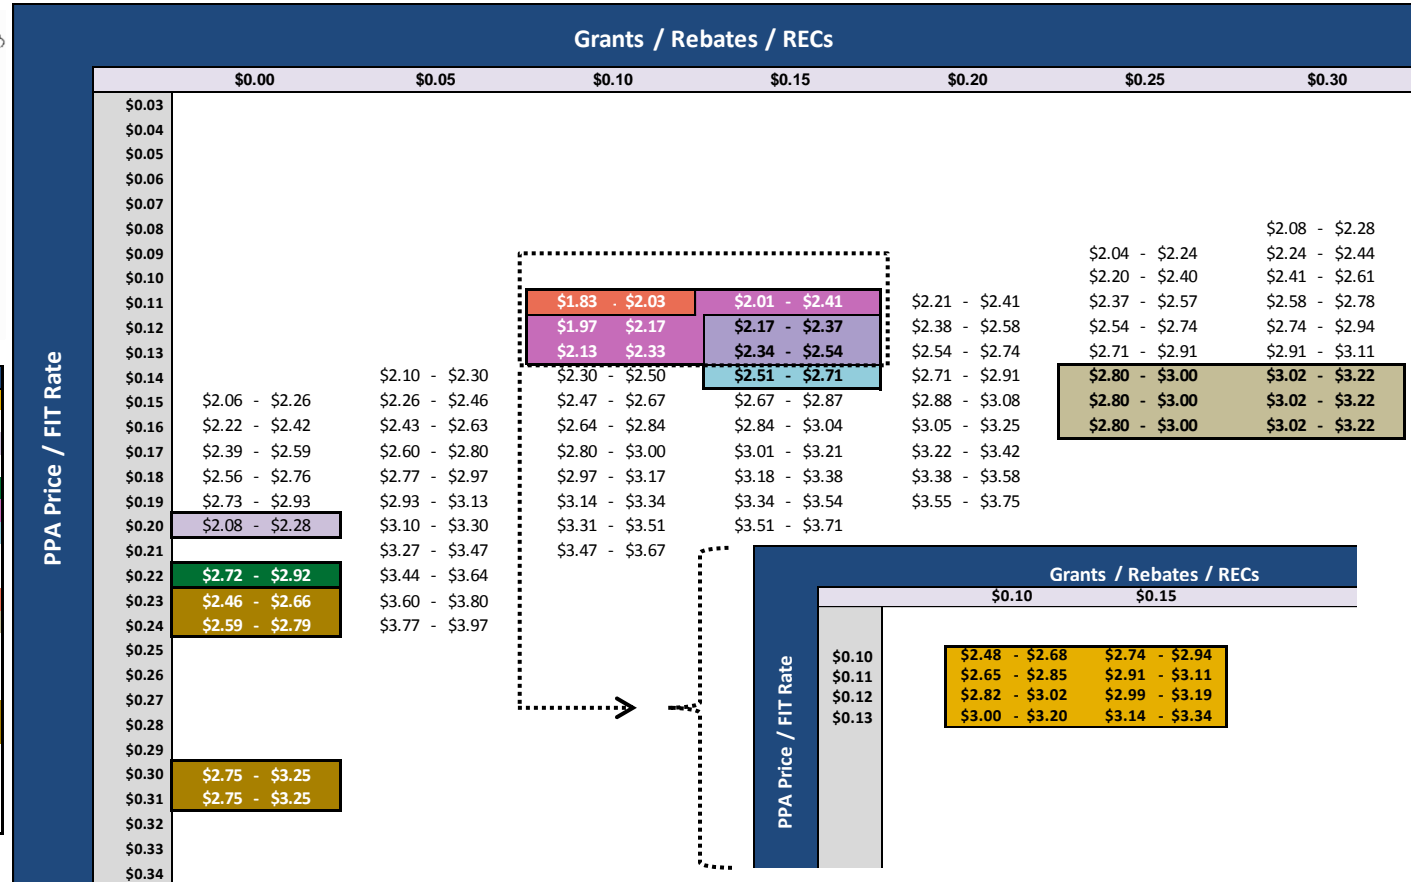 Grants / Rebates / RECs
$0.00 $0.05 $0.10 $0.15 $0.20 $0.25 $0.30
PPA Price / FIT Rate
$0.03
$0.04
$0.05
$0.06
$0.07
$0.08 $2.08 - $2.28
$0.09 $2.04 - $2.24 $2.24 - $2.44
$0.10 $2.20 - $2.40 $2.41 - $2.61
$0.11 $1.83 - $2.03 $2.01 - $2.41 $2.21 - $2.41 $2.37 - $2.57 $2.58 - $2.78
$0.12 $1.97 $2.17 $2.17 - $2.37 $2.38 - $2.58 $2.54 - $2.74 $2.74 - $2.94
$0.13 $2.13 $2.33 $2.34 - $2.54 $2.54 - $2.74 $2.71 - $2.91 $2.91 - $3.11
$0.14 $2.10 - $2.30 $2.30 - $2.50 $2.51 - $2.71 $2.71 - $2.91 $2.80 - $3.00 $3.02 - $3.22
$0.15 $2.06 - $2.26 $2.26 - $2.46 $2.47 - $2.67 $2.67 - $2.87 $2.88 - $3.08 $2.80 - $3.00 $3.02 - $3.22
$0.16 $2.22 - $2.42 $2.43 - $2.63 $2.64 - $2.84 $2.84 - $3.04 $3.05 - $3.25 $2.80 - $3.00 $3.02 - $3.22
$0.17 $2.39 - $2.59 $2.60 - $2.80 $2.80 - $3.00 $3.01 - $3.21 $3.22 - $3.42
$0.18 $2.56 - $2.76 $2.77 - $2.97 $2.97 - $3.17 $3.18 - $3.38 $3.38 - $3.58
$0.19 $2.73 - $2.93 $2.93 - $3.13 $3.14 - $3.34 $3.34 - $3.54 $3.55 - $3.75
$0.20 $2.08 - $2.28 $3.10 - $3.30 $3.31 - $3.51 $3.51 - $3.71
$0.21 $3.27 - $3.47 $3.47 - $3.67
$0.22 $2.72 - $2.92 $3.44 - $3.64
$0.23 $2.46 - $2.66 $3.60 - $3.80
$0.24 $2.59 - $2.79 $3.77 - $3.97
$0.25
$0.26
$0.27
$0.28
$0.29
$0.30 $2.75 - $3.25
$0.31 $2.75 - $3.25
$0.32
$0.33
$0.34
Grants / Rebates / RECs
$0.10 $0.15
PPA Price / FIT Rate
$0.10 $2.48 - $2.68 $2.74 - $2.94
$0.11 $2.65 - $2.85 $2.91 - $3.11
$0.12 $2.82 - $3.02 $2.99 - $3.19
$0.13 $3.00 - $3.20 $3.14 - $3.34